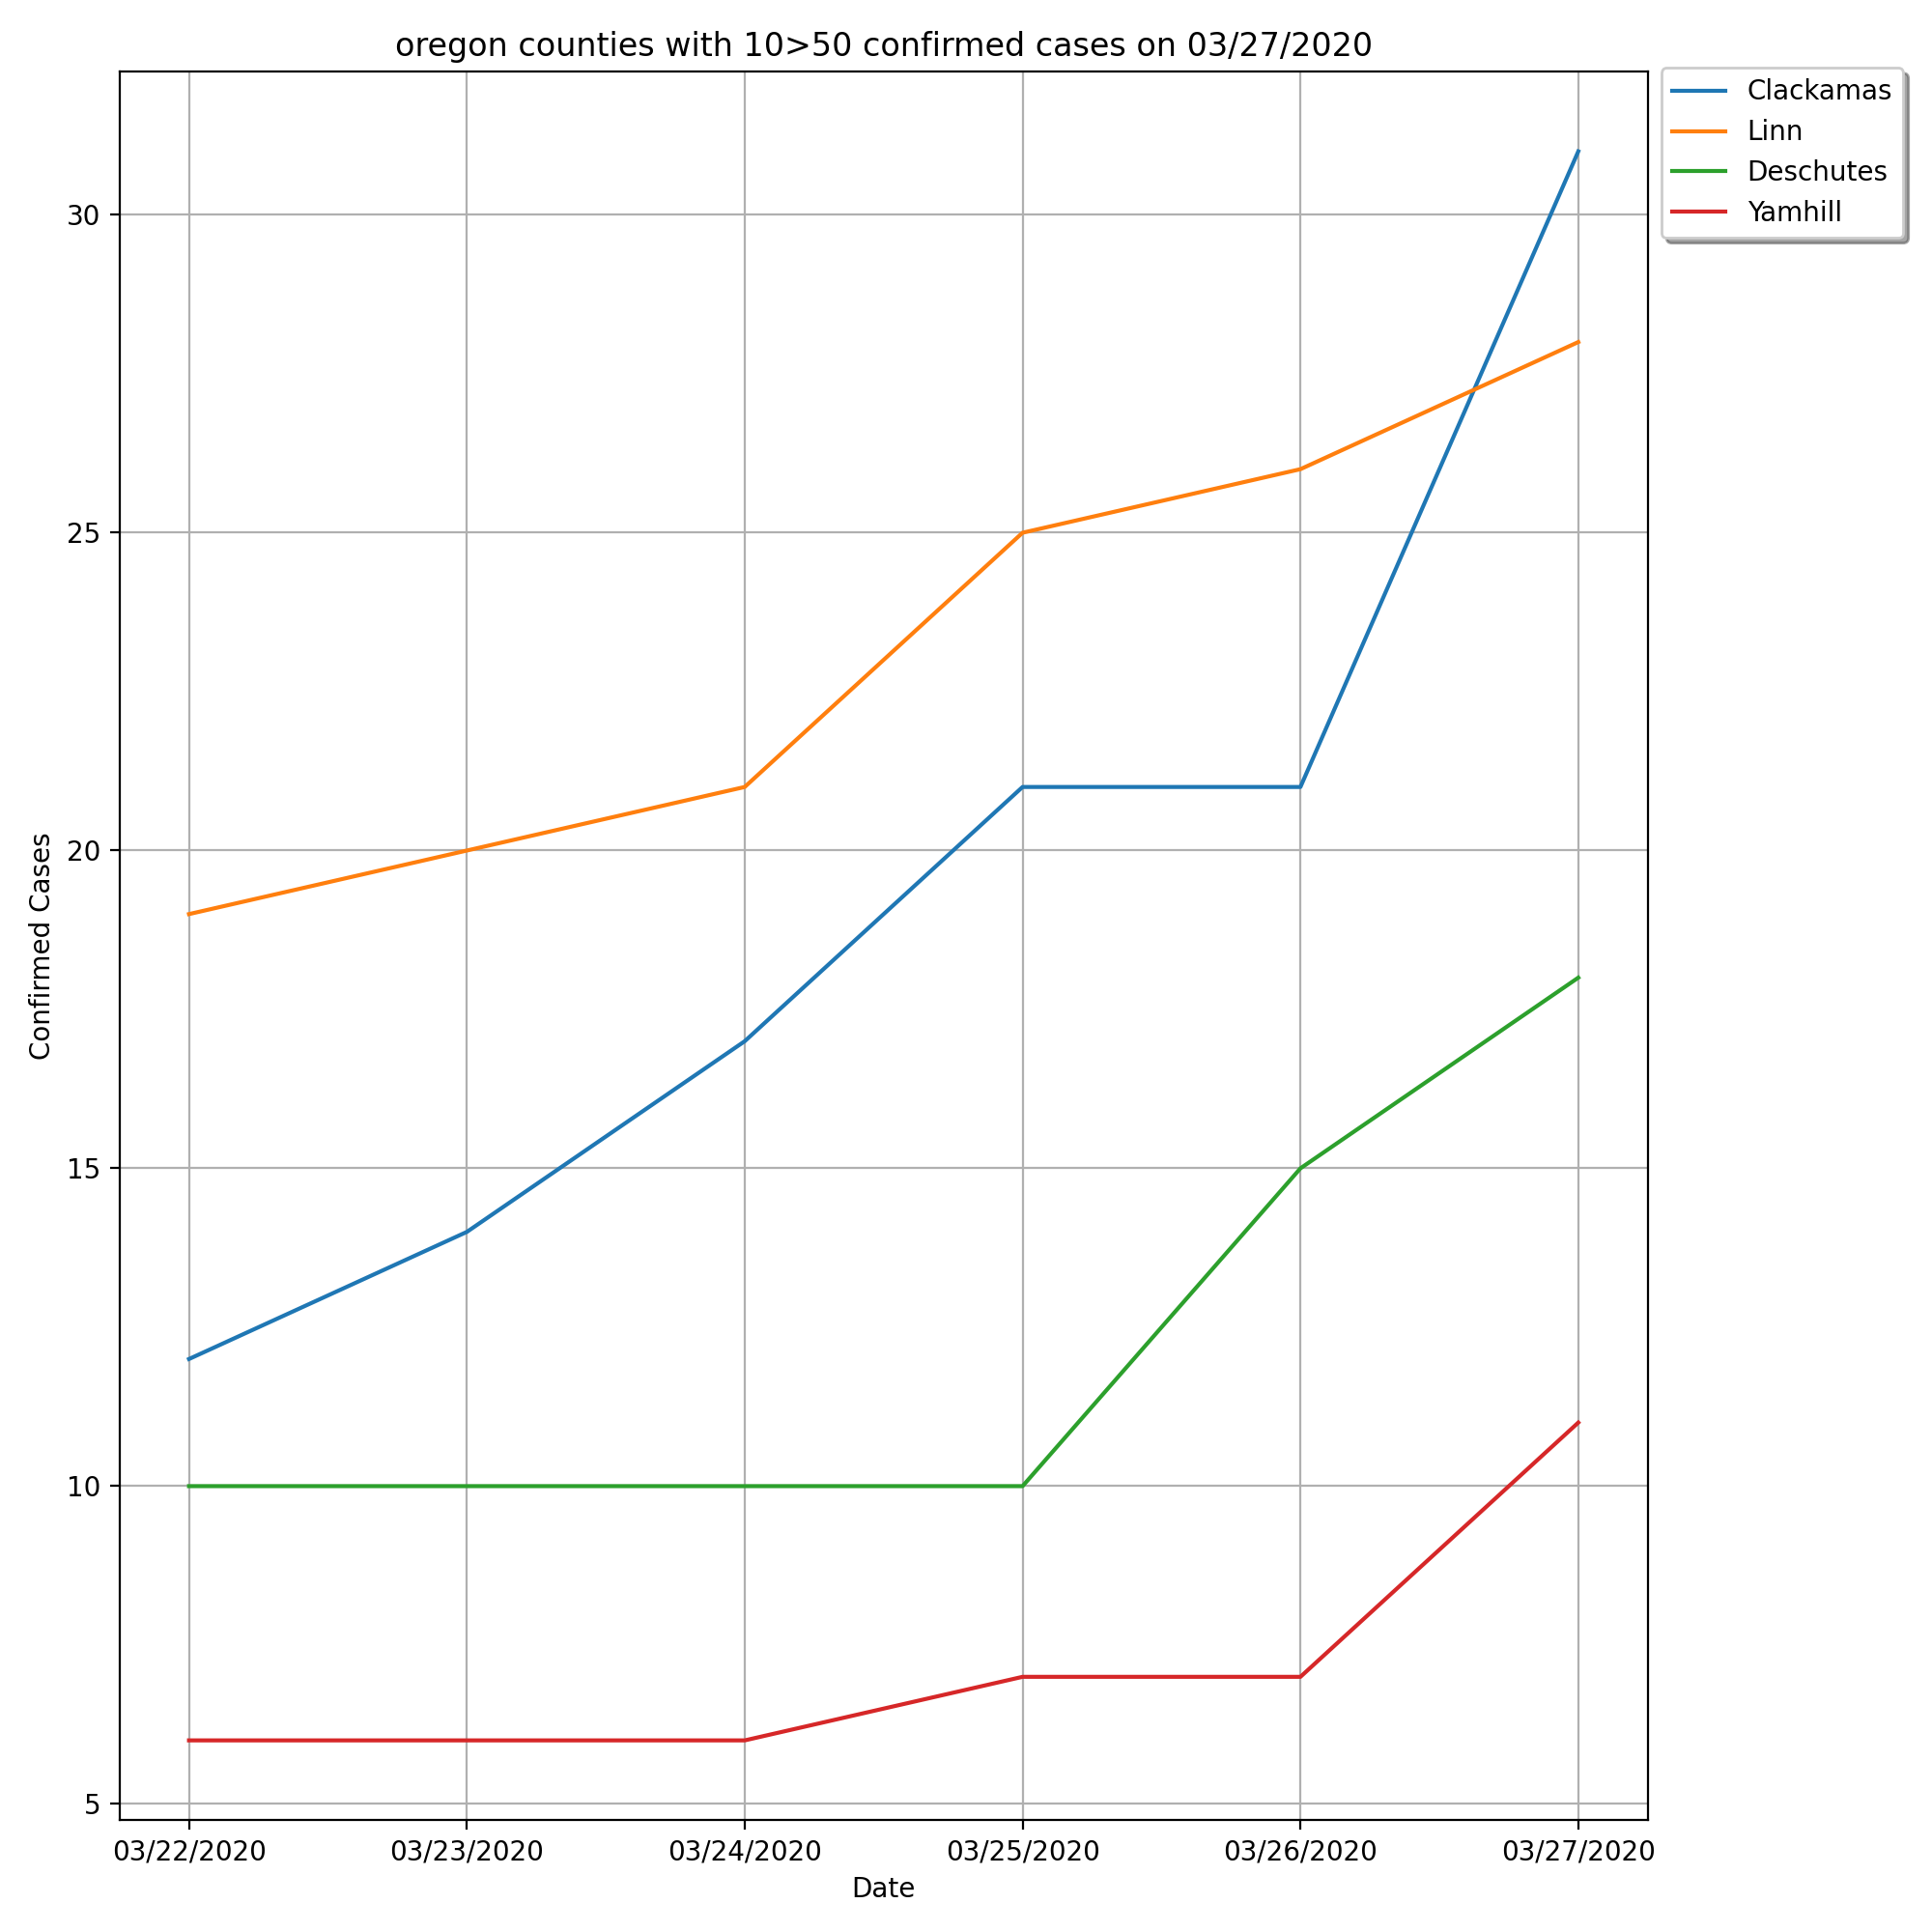 oregon counties with 10>50 confirmed cases on 03/27/2020
Clackamas
Linn
Deschutes
Yamhill
Confirmed Cases
30
25
20
15
10
5
03/22/2020 03/23/2020 03/24/2020 03/25/2020 03/26/2020 03/27/2020
Date